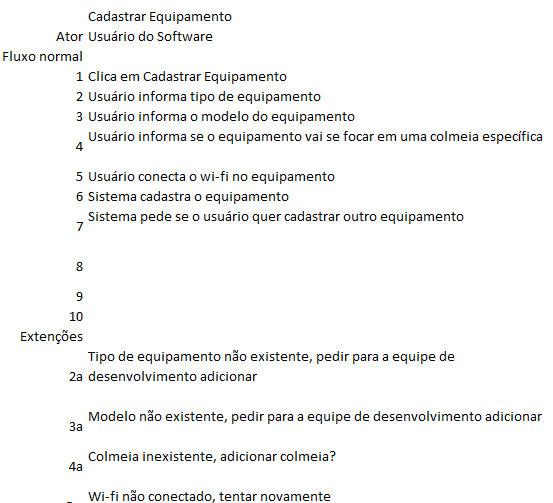 Cadastrar Equipamento
Ator Usuário do Software
Fluxo normal
1 Clica em Cadastrar Equipamento
2 Usuário informa tipo de equipamento
3 Usuário informa o modelo do equipamento
4 Usuário informa se o equipamento vai se focar em uma colmeia específica
5 Usuário conecta o wi-fi no equipamento
6 Sistema cadastra o equipamento
7 Sistema pede se o usuário quer cadastrar outro equipamento
8
9
10
Extenções
Tipo de equipamento não existente, pedir para a equipe de
2a desenvolvimento adicionar
3a Modelo não existente, pedir para a equipe de desenvolvimento adicionar
4a Colmeia inexistente, adicionar colmeia?
Wi-fi não conectado, tentar novamente